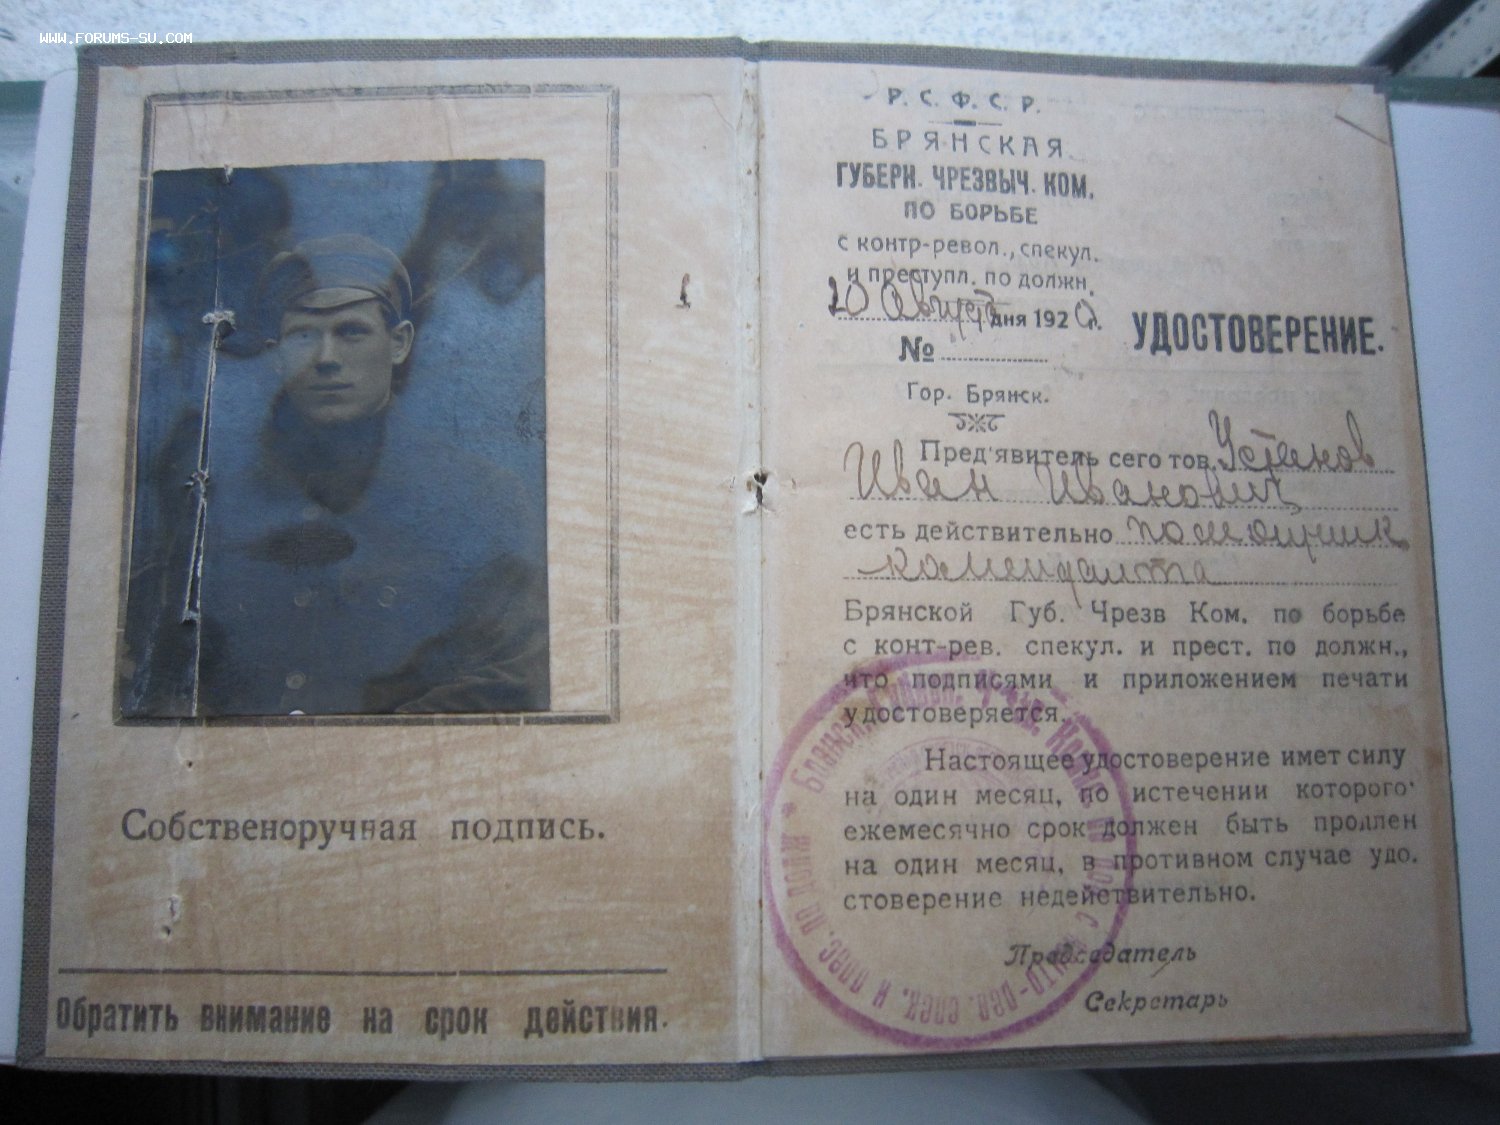 WWW.FORUMS-SU.COM
Собственоручная подпись.
Обратить внимание на срок действия.
Р. С. Ф. С. Р.
БРЯНСКАЯ
ГУБЕРН. ЧРЕЗВЫЧ. КОМ.
ПО БОРЬБЕ
с контр-револ., спекул.
и преступл. по должн.
20 Август дня 1920 г.
№
Гор. Брянск.
УДОСТОВЕРЕНИЕ.
Пред'явитель сего тов. Устинов
Иван Иванович
есть действительно помощник
коменданта
Брянской Губ. Чрезв Ком. по борьбе
с конт-рев. спекул. и прест. по должн.,
что подписями и приложением печати
удостоверяется.
Настоящее удостоверение имет силу
на один месяц, по истечении которого
ежемесячно срок должен быть продлен
на один месяц, в противном случае удо.
стоверение недействительно.
Председатель
Секретарь